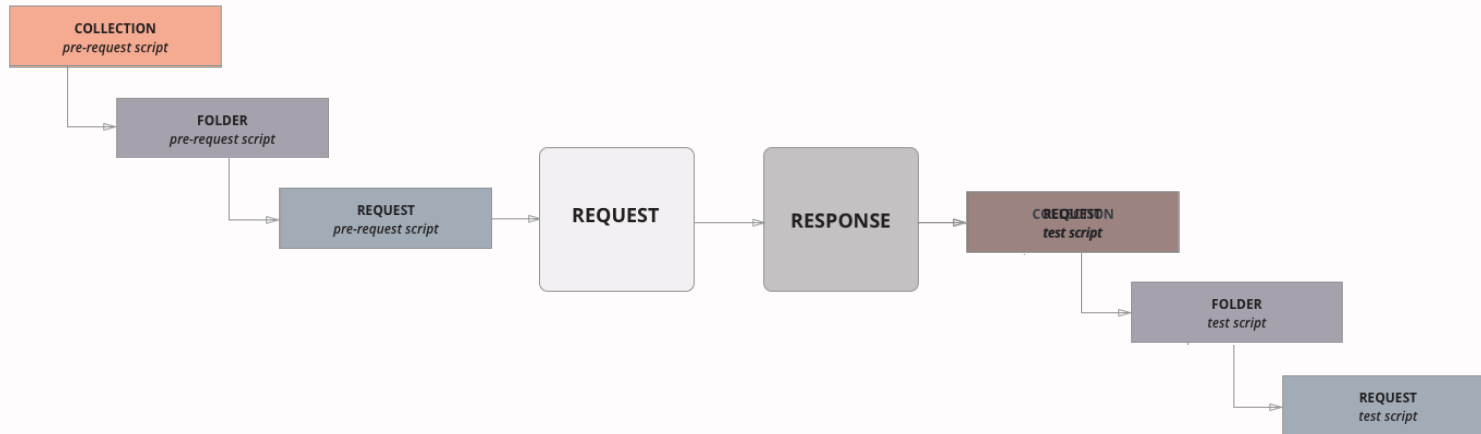 COLLECTION
pre-request script
FOLDER
pre-request script
REQUEST
pre-request script
REQUEST
RESPONSE
REQUEST
test script
FOLDER
test script
REQUEST
test script